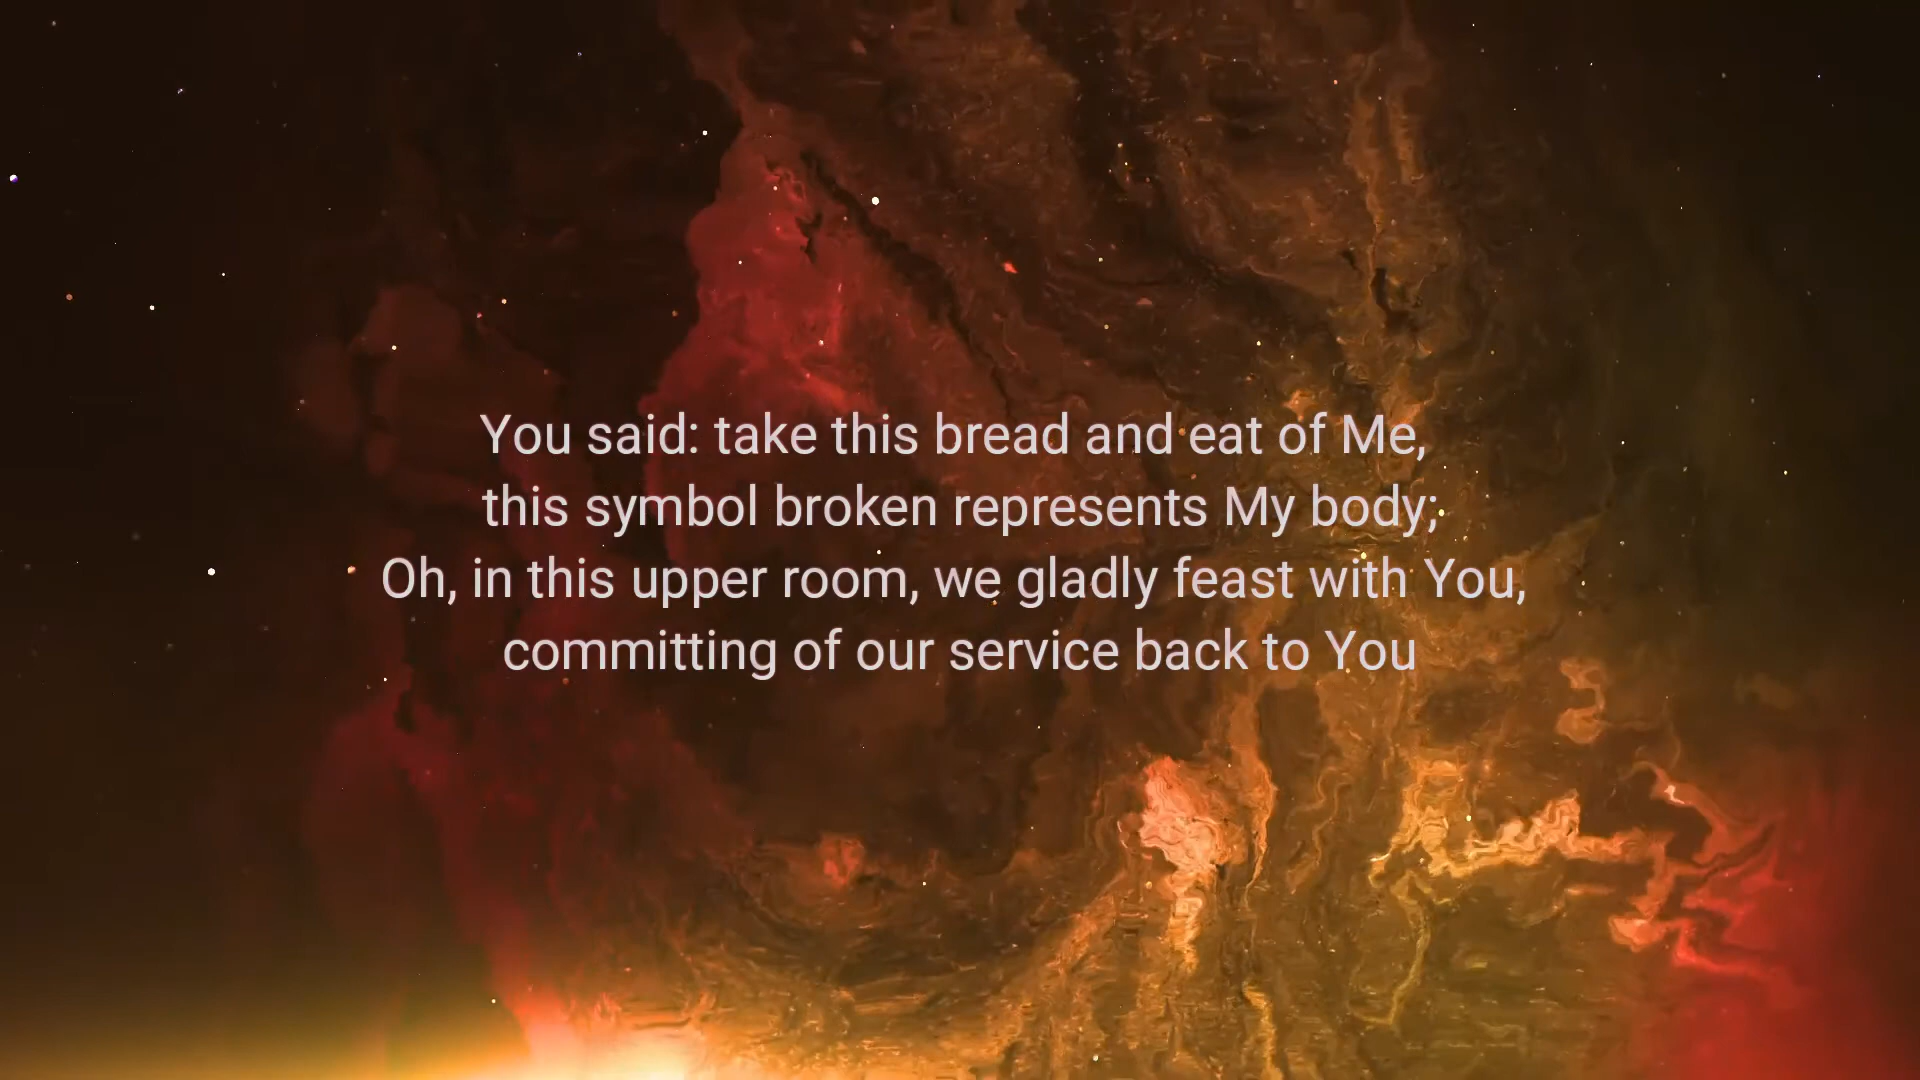 You said: take this bread and eat of Me,
this symbol broken represents My body;
Oh, in this upper room, we gladly feast with You,
committing of our service back to You